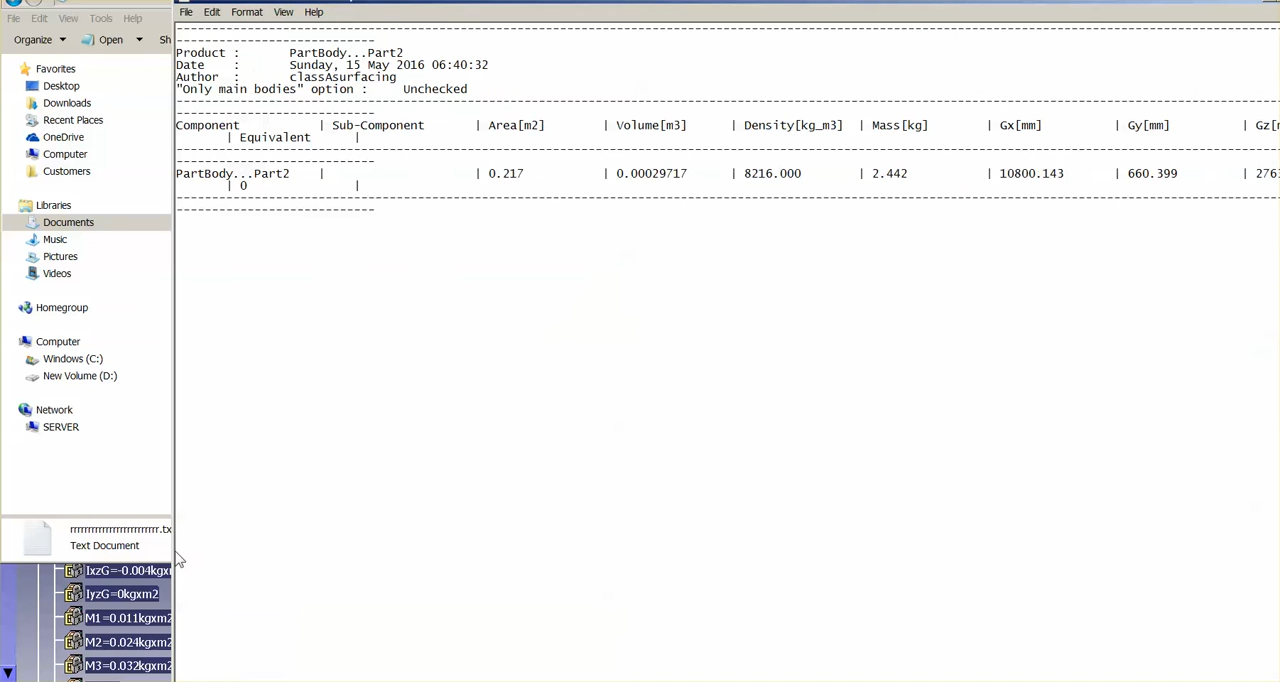 File Edit View Tools Help
Organize Open Sh
Favorites
Desktop
Downloads
Recent Places
OneDrive
Computer
Customers
Libraries
Documents
Music
Pictures
Videos
Homegroup
Computer
Windows (C:)
New Volume (D:)
Network
SERVER
Text Document
IxzG=-0.004kgx
IyzG=0kgxm2
M1=0.011kgxm2
M2=0.024kgxm2
M3=0.032kgxm2
File Edit Format View Help
--------------------------------------------------------------------------------
----------------------------
Product : PartBody...Part2
Date : Sunday, 15 May 2016 06:40:32
Author : classAsurfacing
"Only main bodies" option : Unchecked
--------------------------------------------------------------------------------
----------------------------
Component | Sub-Component | Area[m2] | Volume[m3] | Density[kg_m3] | Mass[kg] | Gx[mm] | Gy[mm] | Gz[
| Equivalent |
--------------------------------------------------------------------------------
----------------------------
PartBody...Part2 | | 0.217 | 0.00029717 | 8216.000 | 2.442 | 10800.143 | 660.399 | 276
| 0 |
--------------------------------------------------------------------------------
----------------------------